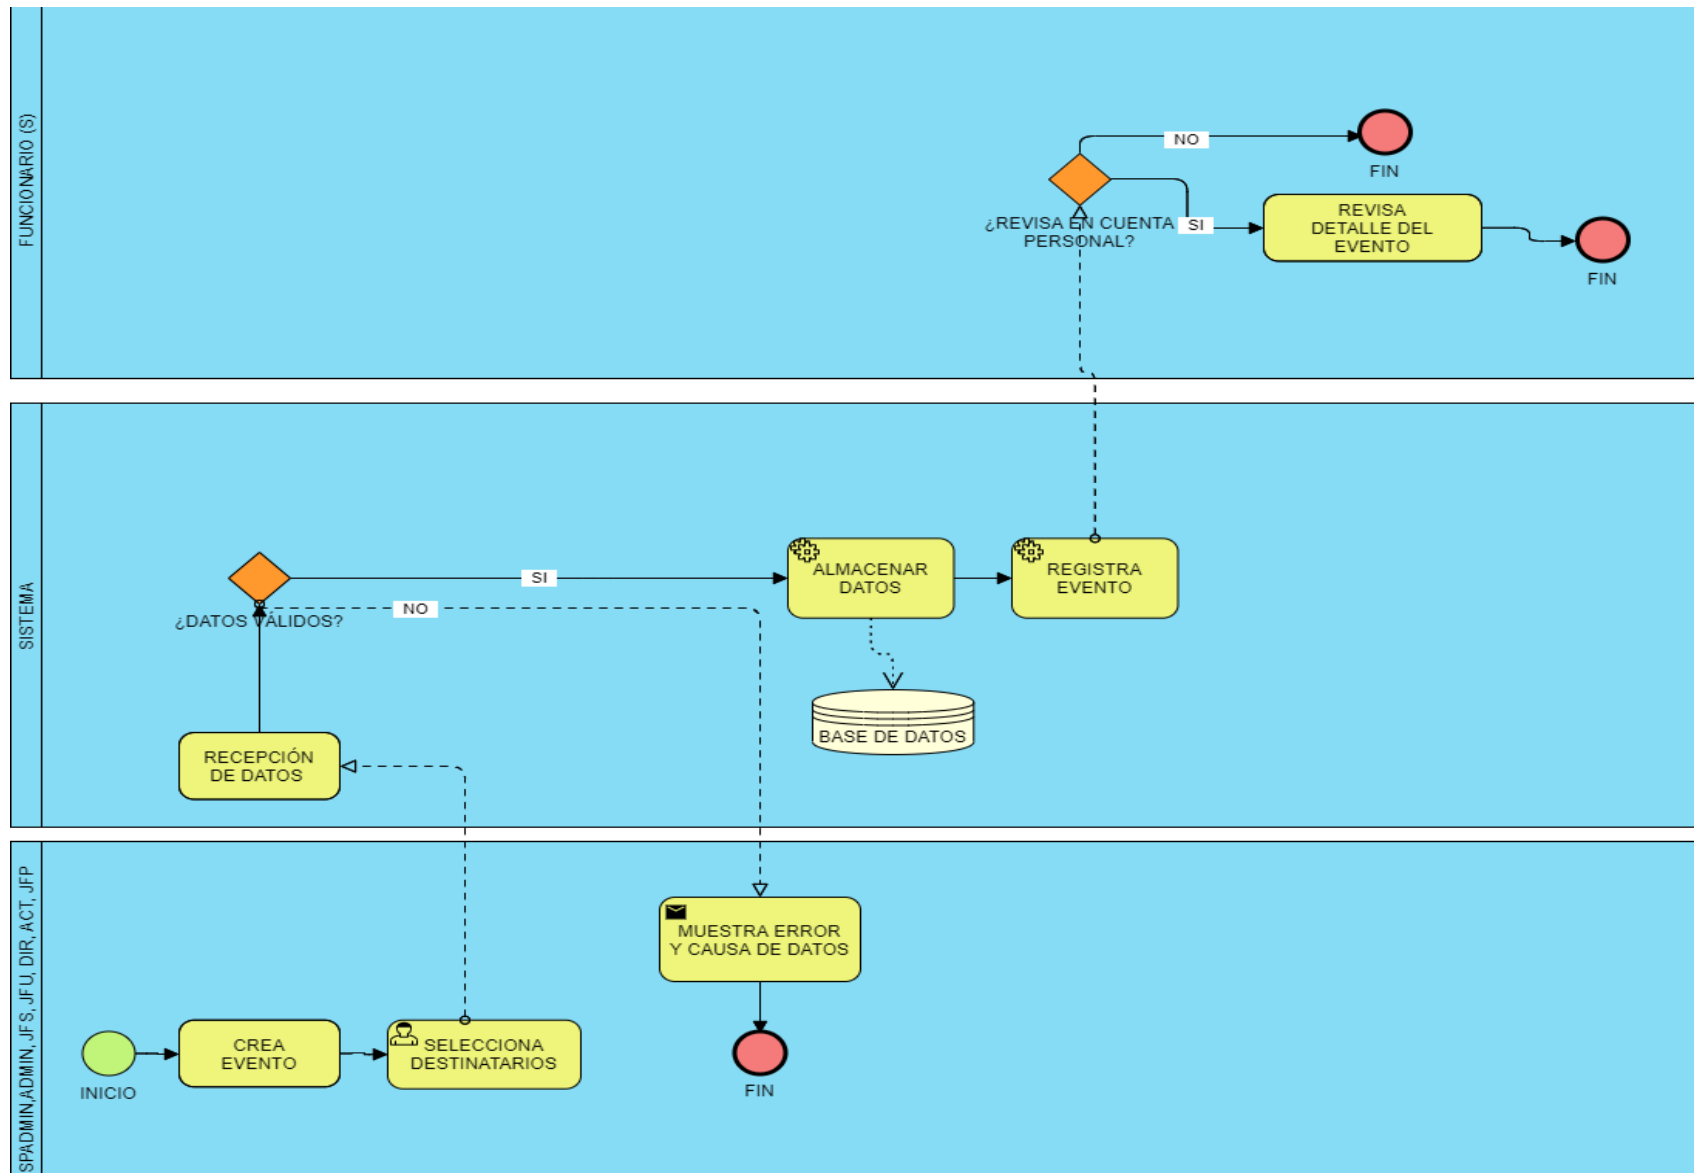 FUNCIONARIO (S)
NO
FIN
¿REVISA EN CUENTA
PERSONAL?
SI
REVISA
DETALLE DEL
EVENTO
FIN
SISTEMA
¿DATOS VÁLIDOS?
SI
NO
ALMACENAR
DATOS
REGISTRA
EVENTO
BASE DE DATOS
RECEPCIÓN
DE DATOS
SPADMIN,ADMIN, JFS, JFU, DIR, ACT, JFP
MUESTRA ERROR
Y CAUSA DE DATOS
INICIO
CREA
EVENTO
SELECCIONA
DESTINATARIOS
FIN